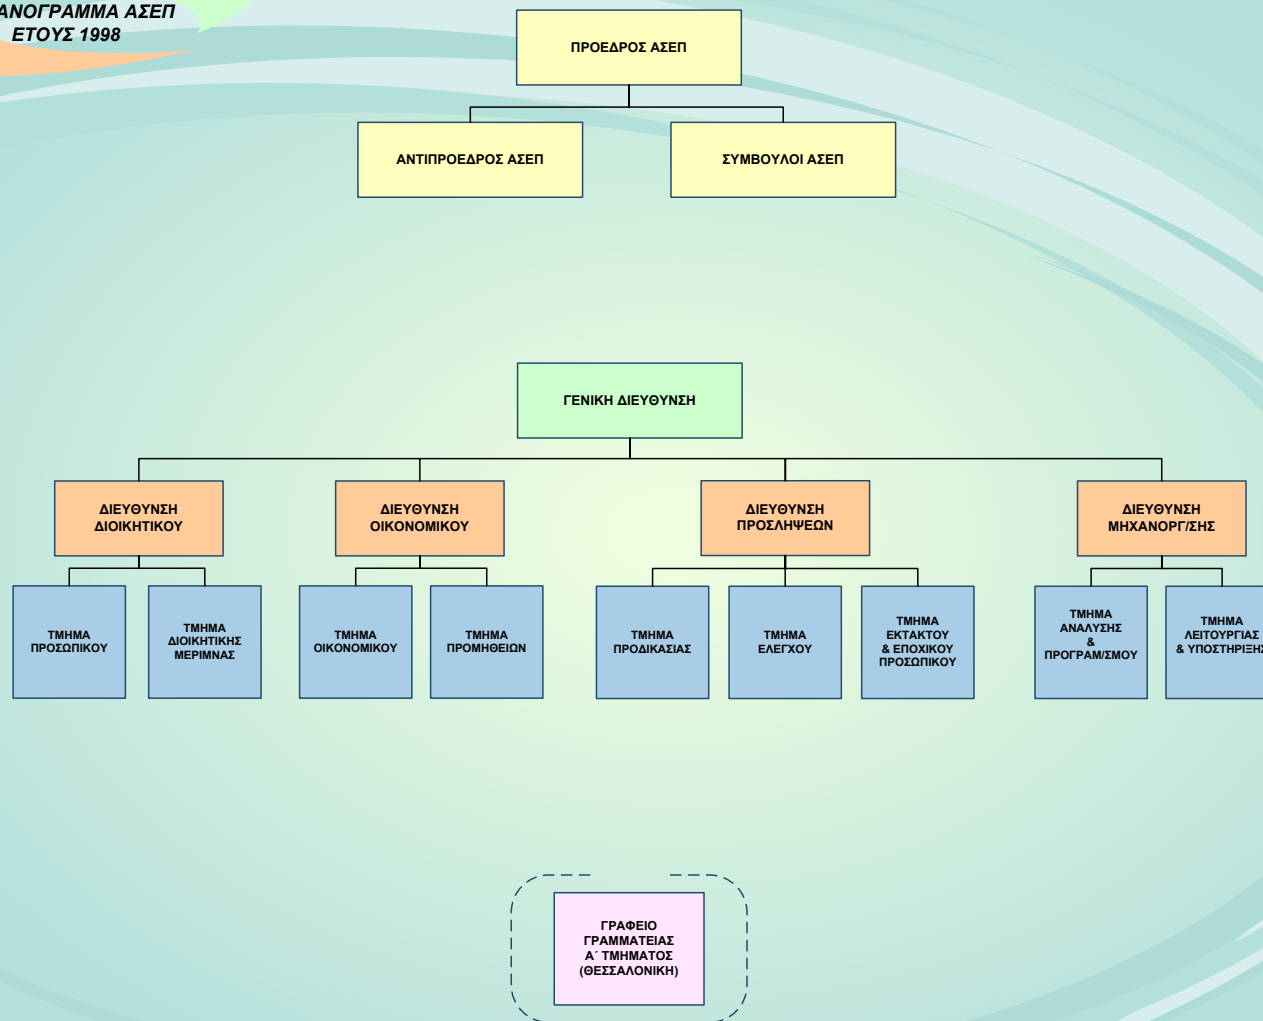 ΑΝΟΓΡΑΜΜΑ ΑΣΕΠ
ΕΤΟΥΣ 1998
ΠΡΟΕΔΡΟΣ ΑΣΕΠ
ΑΝΤΙΠΡΟΕΔΡΟΣ ΑΣΕΠ
ΣΥΜΒΟΥΛΟΙ ΑΣΕΠ
ΓΕΝΙΚΗ ΔΙΕΥΘΥΝΣΗ
ΔΙΕΥΘΥΝΣΗ
ΔΙΟΙΚΗΤΙΚΟΥ
ΔΙΕΥΘΥΝΣΗ
ΟΙΚΟΝΟΜΙΚΟΥ
ΔΙΕΥΘΥΝΣΗ
ΠΡΟΣΛΗΨΕΩΝ
ΔΙΕΥΘΥΝΣΗ
ΜΗΧΑΝΟΡΓ/ΣΗΣ
ΤΜΗΜΑ
ΠΡΟΣΩΠΙΚΟΥ
ΤΜΗΜΑ
ΔΙΟΙΚΗΤΙΚΗΣ
ΜΕΡΙΜΝΑΣ
ΤΜΗΜΑ
ΟΙΚΟΝΟΜΙΚΟΥ
ΤΜΗΜΑ
ΠΡΟΜΗΘΕΙΩΝ
ΤΜΗΜΑ
ΠΡΟΔΙΚΑΣΙΑΣ
ΤΜΗΜΑ
ΕΛΕΓΧΟΥ
ΤΜΗΜΑ
ΕΚΤΑΚΤΟΥ
& ΕΠΟΧΙΚΟΥ
ΠΡΟΣΩΠΙΚΟΥ
ΤΜΗΜΑ
ΑΝΑΛΥΣΗΣ
&
ΠΡΟΓΡΑΜ/ΣΜΟΥ
ΤΜΗΜΑ
ΛΕΙΤΟΥΡΓΙΑΣ
& ΥΠΟΣΤΗΡΙΞΗΣ
ΓΡΑΦΕΙΟ
ΓΡΑΜΜΑΤΕΙΑΣ
Α΄ ΤΜΗΜΑΤΟΣ
(ΘΕΣΣΑΛΟΝΙΚΗ)